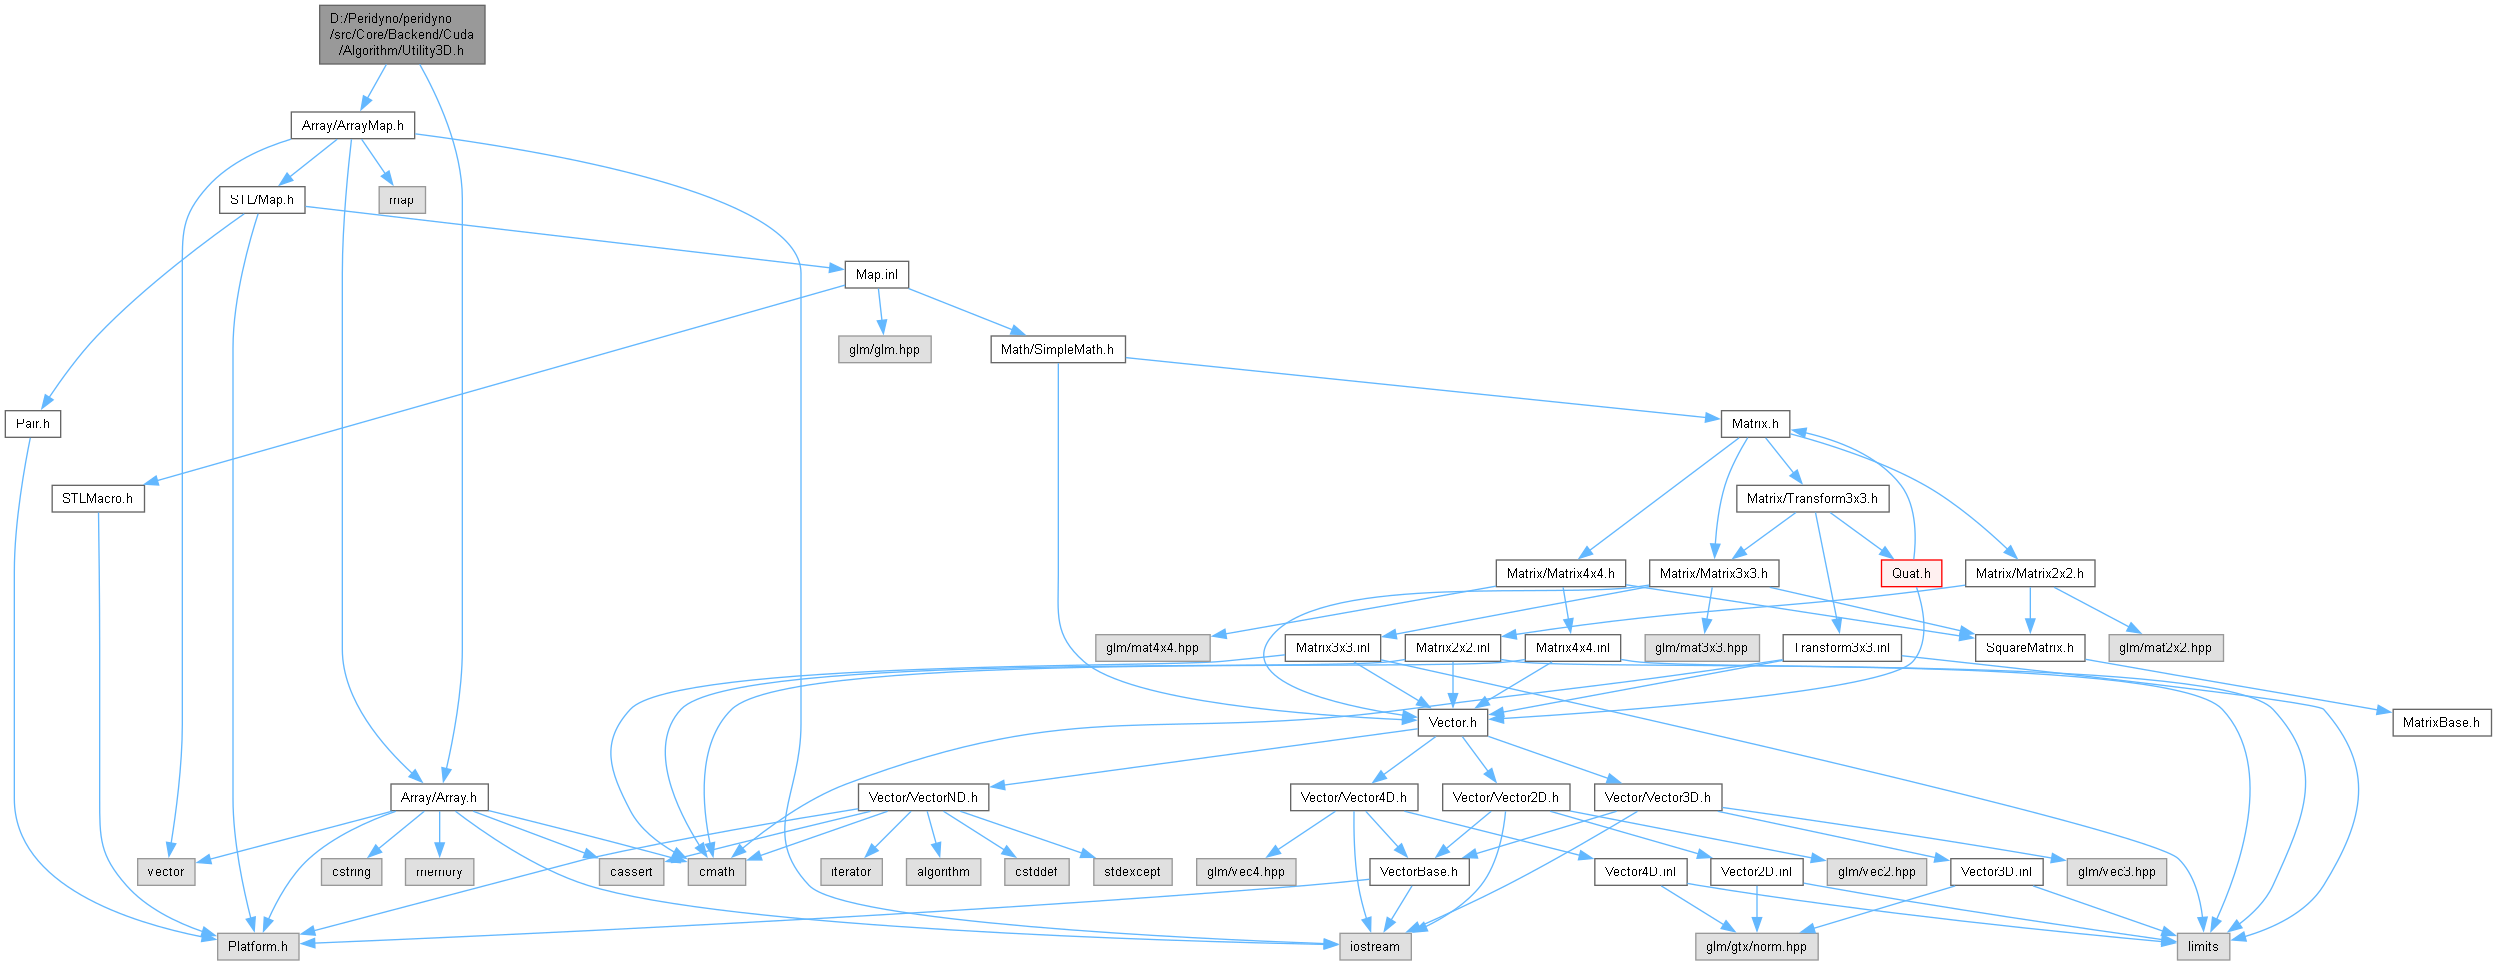 D:/Peridyno/peridyno
/src/Core/Backend/Cuda
/Algorithm/Utility3D.h
Array/ArrayMap.h
STL/Map.h
map
Map.inl
glm/glm.hpp
Math/SimpleMath.h
Pair.h
Matrix.h
STLMacro.h
Matrix/Transform3x3.h
Matrix/Matrix4x4.h
Matrix/Matrix3x3.h
Quat.h
Matrix/Matrix2x2.h
glm/mat4x4.hpp
Matrix3x3.inl
Matrix2x2.inl
Matrix4x4.inl
glm/mat3x3.hpp
Transform3x3.inl
SquareMatrix.h
glm/mat2x2.hpp
Vector.h
MatrixBase.h
Array/Array.h
Vector/VectorND.h
Vector/Vector4D.h
Vector/Vector2D.h
Vector/Vector3D.h
vector
cstring
memory
cassert
cmath
iterator
algorithm
cstddef
stdexcept
glm/vec4.hpp
VectorBase.h
Vector4D.inl
Vector2D.inl
glm/vec2.hpp
Vector3D.inl
glm/vec3.hpp
Platform.h
iostream
glm/gtx/norm.hpp
limits